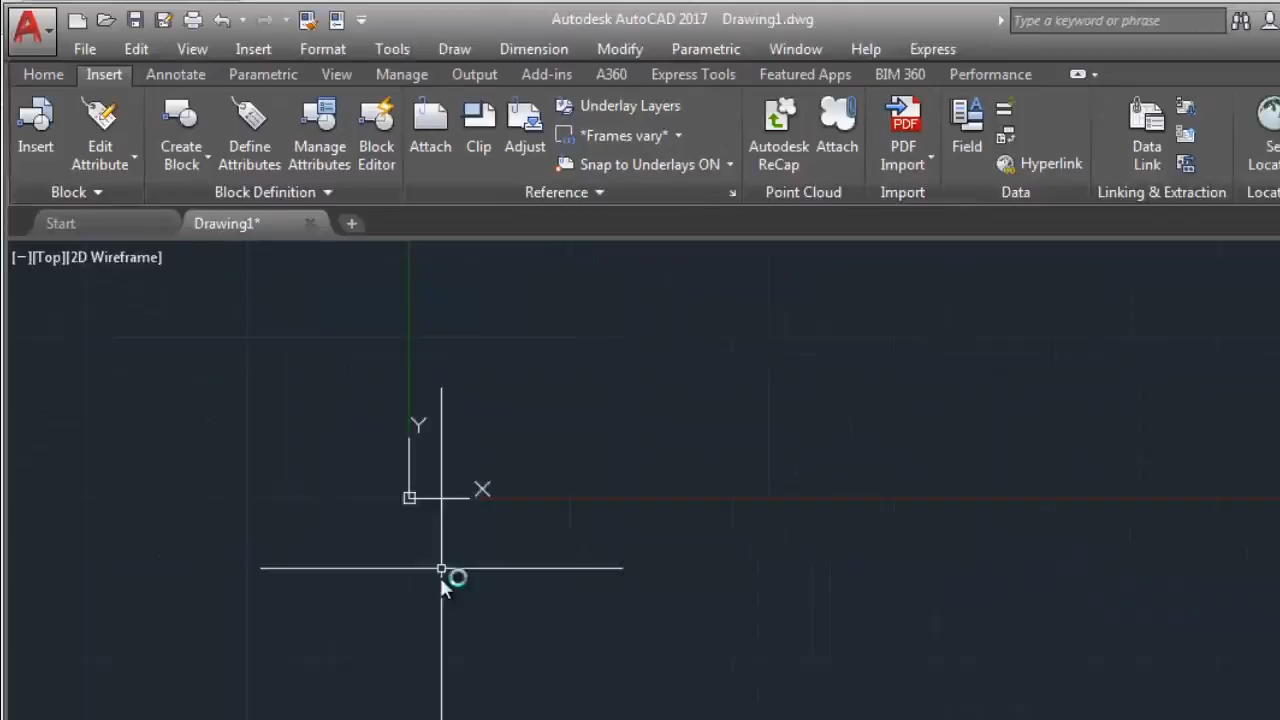 Autodesk AutoCAD 2017 Drawing1.dwg
Type a keyword or phrase
File Edit View Insert Format Tools Draw Dimension Modify Parametric Window Help Express
Home Insert Annotate Parametric View Manage Output Add-ins A360 Express Tools Featured Apps BIM 360 Performance
Insert
Edit
Attribute
Create
Block
Define
Attributes
Manage
Attributes
Block
Editor
Attach
Clip
Adjust
Underlay Layers
*Frames vary*
Snap to Underlays ON
Autodesk
ReCap
Attach
PDF
PDF
Import
Field
Hyperlink
Data
Link
Se
Locat
Block
Block Definition
Reference
Point Cloud
Import
Data
Linking & Extraction
Locat
Start
Drawing1*
[−][Top][2D Wireframe]
Y
X